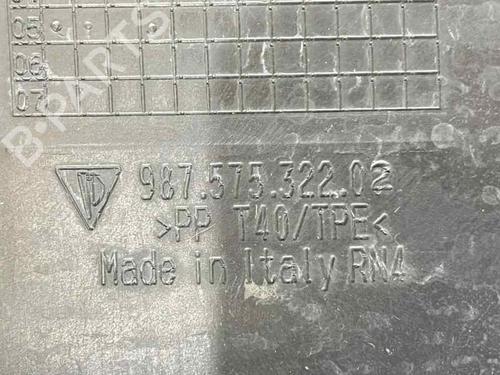 05
06
07
B-PARTS
987.575.322.02
>PP T40/TPE<
Made in Italy RN4